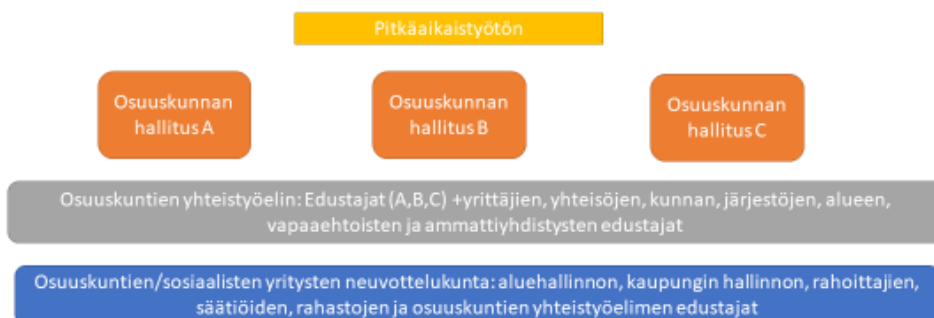 Pitkäaikaistyötön
Osuuskunnan
hallitus A
Osuuskunnan
hallitus B
Osuuskunnan
hallitus C
Osuuskuntien yhteistyöelin: Edustajat (A,B,C) +yrittäjien, yhteisöjen, kunnan, järjestöjen, alueen,
vapaaehtoisten ja ammattiyhdistysten edustajat
Osuuskuntien/sosiaalisten yritysten neuvottelukunta: aluehallinnon, kaupungin hallinnon, rahoittajien,
säätiöiden, rahastojen ja osuuskuntien yhteistyöelimen edustajat